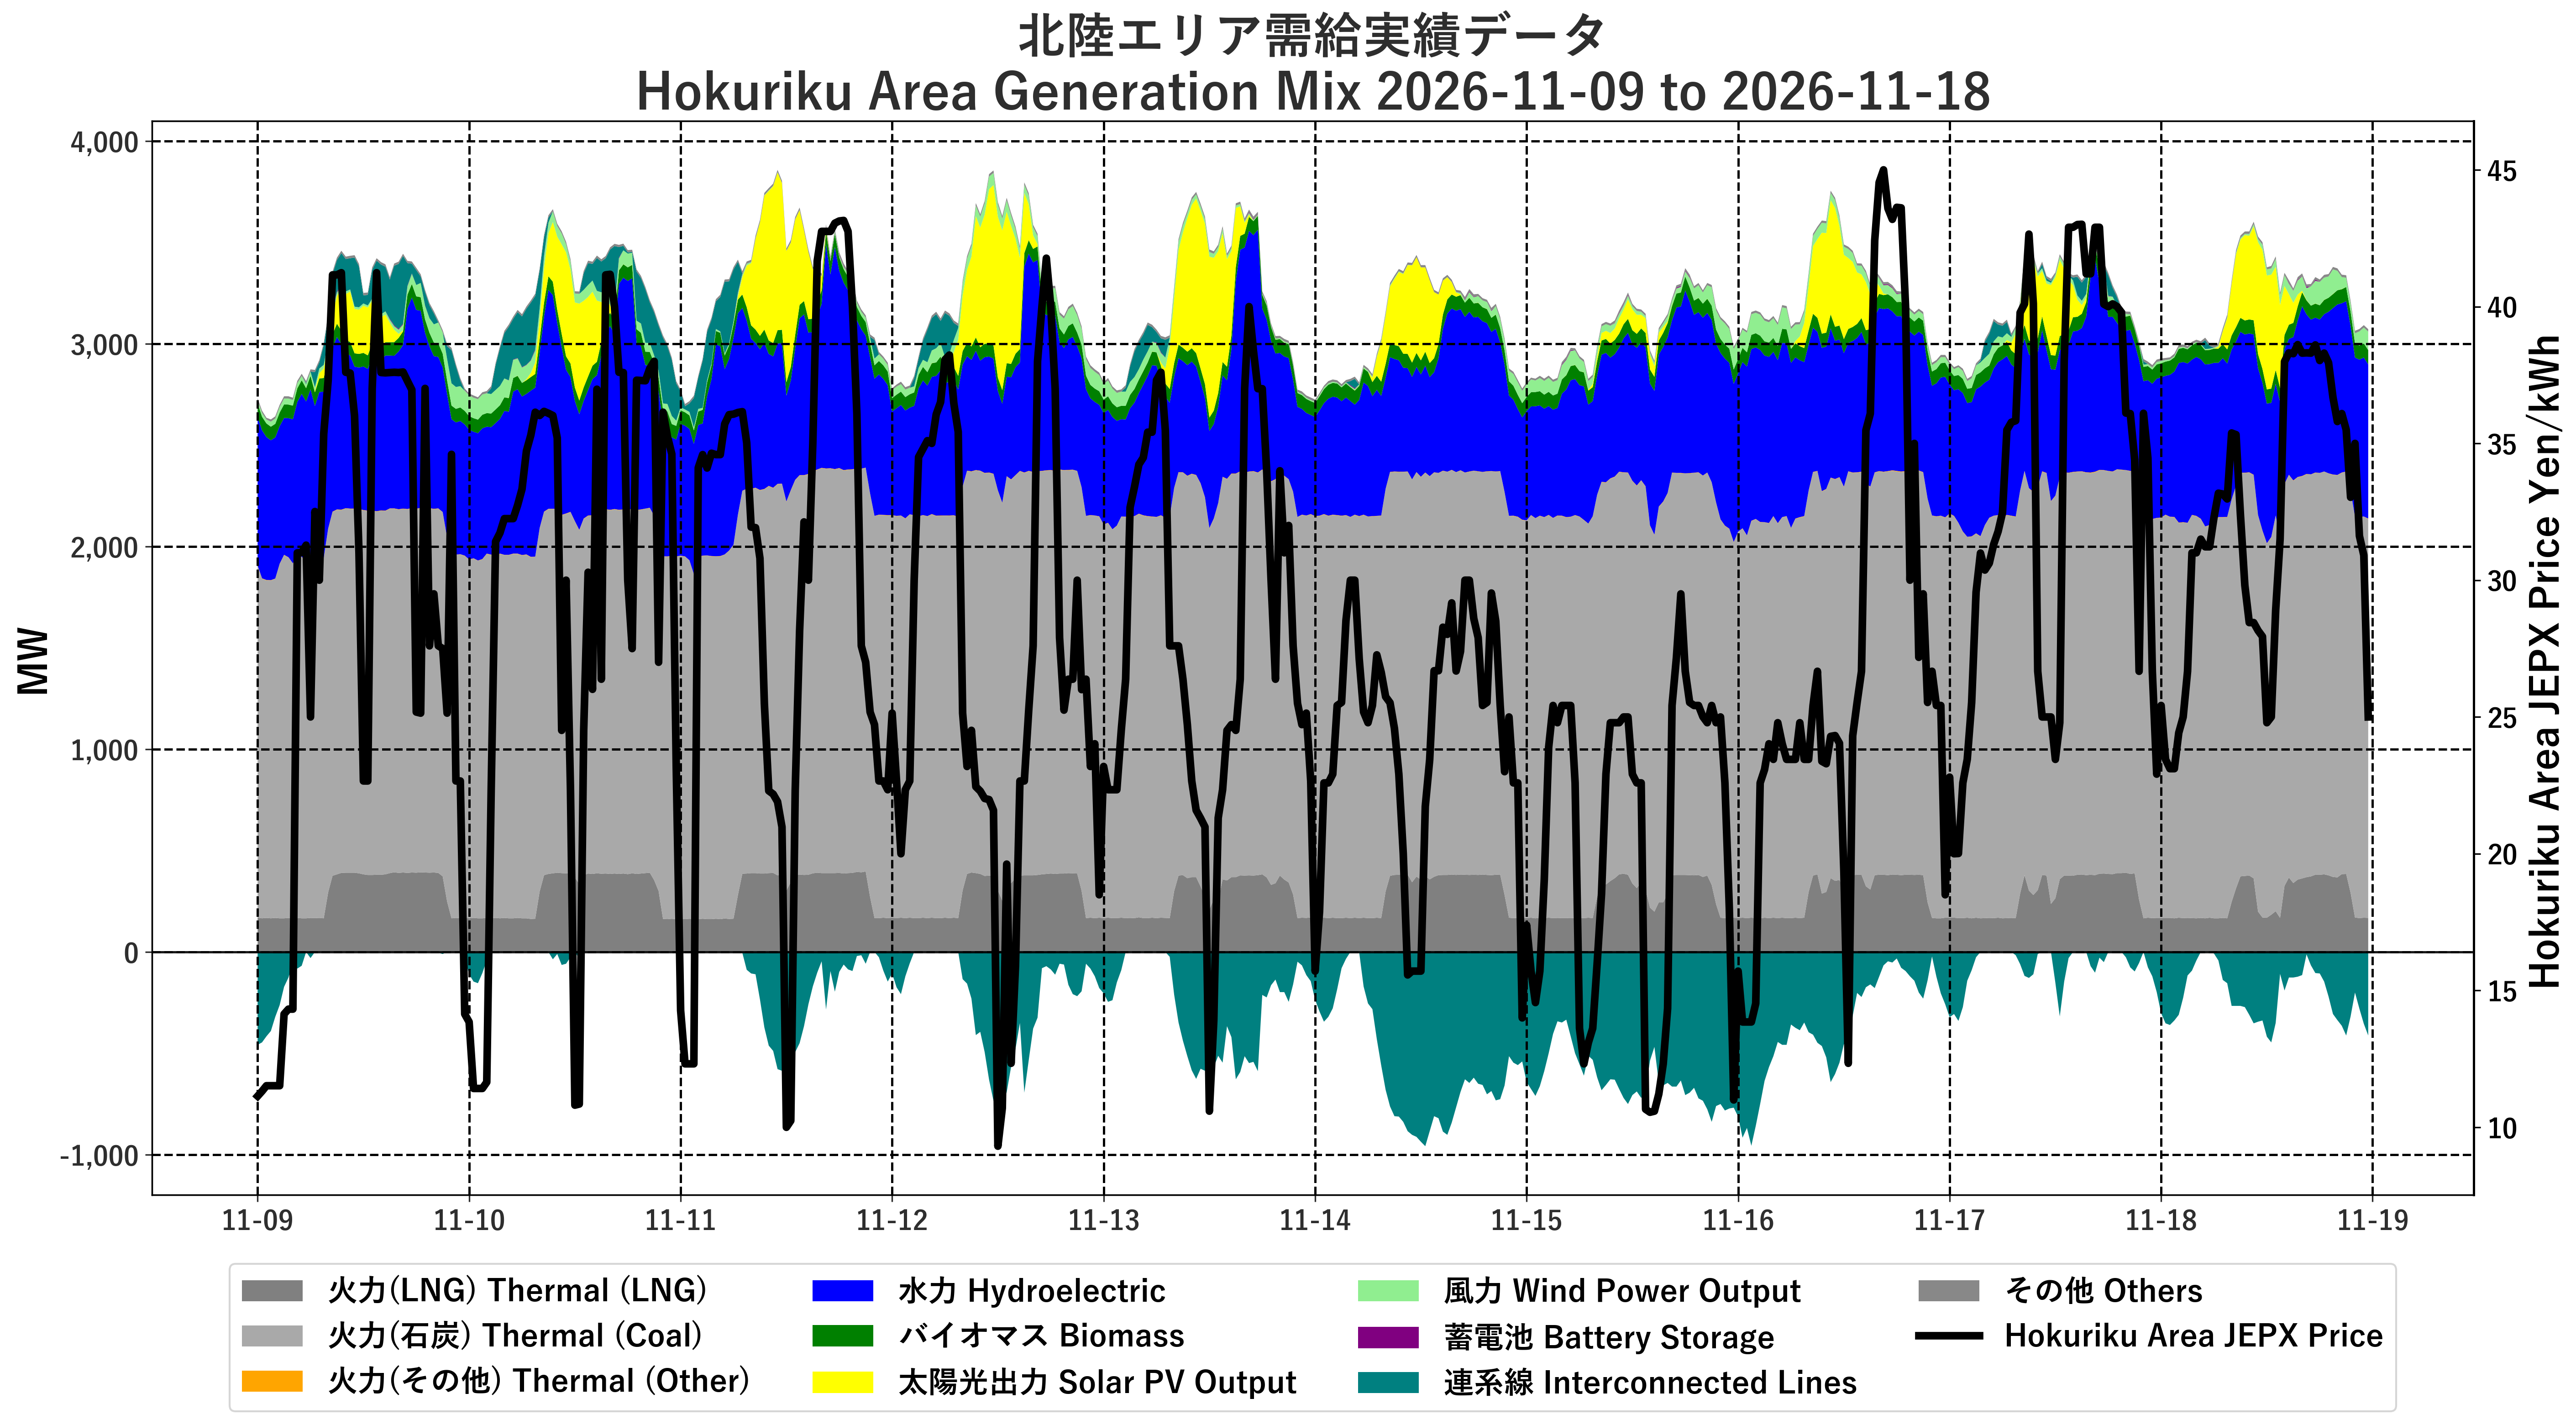 北陸エリア需給実績データ
Hokuriku Area Generation Mix 2026-11-09 to 2026-11-18
4,000
3,000
2,000
1,000
0
-1,000
MW
45
40
35
30
25
20
15
10
Hokuriku Area JEPX Price Yen/kWh
11-09 11-10 11-11 11-12 11-13 11-14 11-15 11-16 11-17 11-18 11-19
火力(LNG) Thermal (LNG)
火力(石炭) Thermal (Coal)
火力(その他) Thermal (Other)
水力 Hydroelectric
バイオマス Biomass
太陽光出力 Solar PV Output
風力 Wind Power Output
蓄電池 Battery Storage
連系線 Interconnected Lines
その他 Others
Hokuriku Area JEPX Price